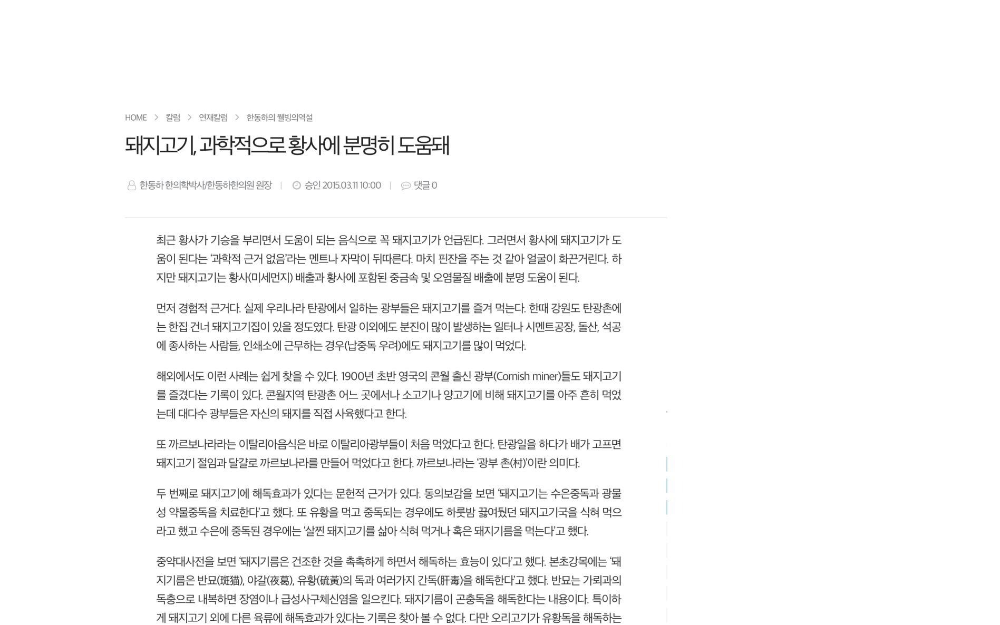 HOME > 칼럼 > 연재칼럼 > 한동하의 웰빙의역설
돼지고기, 과학적으로 황사에 분명히 도움돼
한동하 한의학박사/한동하한의원 원장 | 승인 2015.03.11 10:00 | 댓글 0
최근 황사가 기승을 부리면서 도움이 되는 음식으로 꼭 돼지고기가 언급된다. 그러면서 황사에 돼지고기가 도
움이 된다는 ‘과학적 근거 없음’라는 멘트나 자막이 뒤따른다. 마치 핀잔을 주는 것 같아 얼굴이 화끈거린다. 하
지만 돼지고기는 황사(미세먼지) 배출과 황사에 포함된 중금속 및 오염물질 배출에 분명 도움이 된다.
먼저 경험적 근거다. 실제 우리나라 탄광에서 일하는 광부들은 돼지고기를 즐겨 먹는다. 한때 강원도 탄광촌에
는 한집 건너 돼지고기집이 있을 정도였다. 탄광 이외에도 분진이 많이 발생하는 일터나 시멘트공장, 돌산, 석공
에 종사하는 사람들, 인쇄소에 근무하는 경우(납중독 우려)에도 돼지고기를 많이 먹었다.
해외에서도 이런 사례는 쉽게 찾을 수 있다. 1900년 초반 영국의 콘월 출신 광부(Cornish miner)들도 돼지고기
를 즐겼다는 기록이 있다. 콘월지역 탄광촌 어느 곳에서나 소고기나 양고기에 비해 돼지고기를 아주 흔히 먹었
는데 대다수 광부들은 자신의 돼지를 직접 사육했다고 한다.
또 까르보나라라는 이탈리아음식은 바로 이탈리아광부들이 처음 먹었다고 한다. 탄광일을 하다가 배가 고프면
돼지고기 절임과 달걀로 까르보나라를 만들어 먹었다고 한다. 까르보나라는 ‘광부 촌(村)’이란 의미다.
두 번째로 돼지고기에 해독효과가 있다는 문헌적 근거가 있다. 동의보감을 보면 ‘돼지고기는 수은중독과 광물
성 약물중독을 치료한다’고 했다. 또 유황을 먹고 중독되는 경우에도 하룻밤 끓여뒀던 돼지고기국을 식혀 먹으
라고 했고 수은에 중독된 경우에는 ‘살찐 돼지고기를 삶아 식혀 먹거나 혹은 돼지기름을 먹는다’고 했다.
중약대사전을 보면 ‘돼지기름은 건조한 것을 촉촉하게 하면서 해독하는 효능이 있다’고 했다. 본초강목에는 ‘돼
지기름은 반묘(斑猫), 야갈(夜葛), 유황(硫黃)의 독과 여러가지 간독(肝毒)을 해독한다’고 했다. 반묘는 가뢰과의
독충으로 내복하면 장염이나 급성사구체신염을 일으킨다. 돼지기름이 곤충독을 해독한다는 내용이다. 특이하
게 돼지고기 외에 다른 육류에 해독효과가 있다는 기록은 찾아 볼 수 없다. 다만 오리고기가 유황독을 해독하는